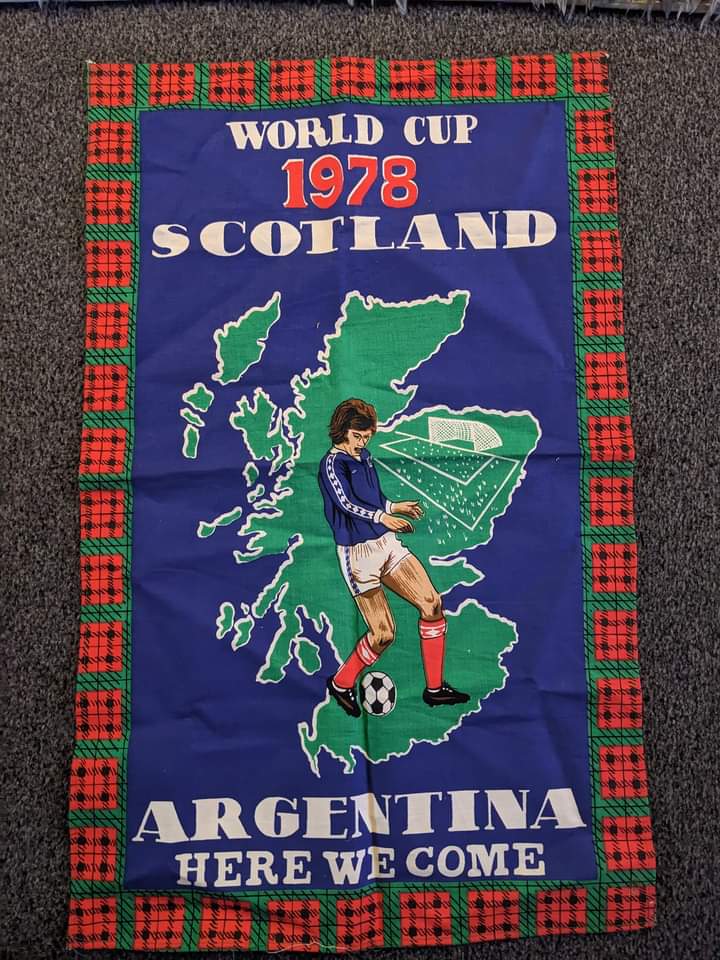 WORLD CUP
1978
SCOTLAND
ARGENTINA
HERE WE COME